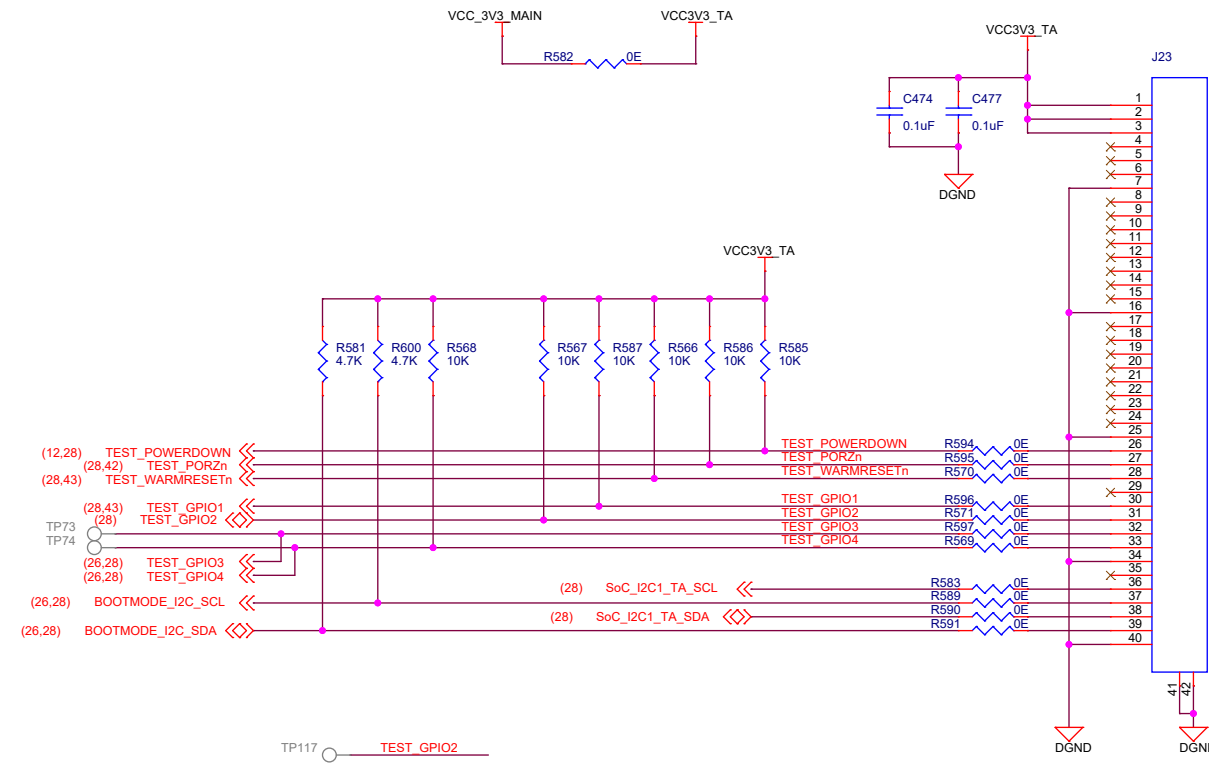 VCC_3V3_MAIN VCC3V3_TA
R582 0E
VCC3V3_TA
J23
C474 C477
0.1uF 0.1uF
DGND
1
2
3
4
5
6
7
8
9
10
11
12
13
14
15
16
17
18
19
20
21
22
23
24
25
26
27
28
29
30
31
32
33
34
35
36
37
38
39
40
VCC3V3_TA
R581 R600 R568 R567 R587 R566 R586 R585
4.7K 4.7K 10K 10K 10K 10K 10K 10K
(12,28) TEST_POWERDOWN TEST_POWERDOWN R594 0E
(28,42) TEST_PORZn TEST_PORZn R595 0E
(28,43) TEST_WARMRESETn TEST_WARMRESETn R570 0E
(28,43) TEST_GPIO1 TEST_GPIO1 R596 0E
(28) TEST_GPIO2 TEST_GPIO2 R571 0E
TP73 TEST_GPIO3 R597 0E
TP74 TEST_GPIO4 R569 0E
(26,28) TEST_GPIO3
(26,28) TEST_GPIO4
(28) SoC_I2C1_TA_SCL R583 0E
(26,28) BOOTMODE_I2C_SCL R589 0E
(28) SoC_I2C1_TA_SDA R590 0E
(26,28) BOOTMODE_I2C_SDA R591 0E
41
42
DGND DGN
TP117 TEST_GPIO2